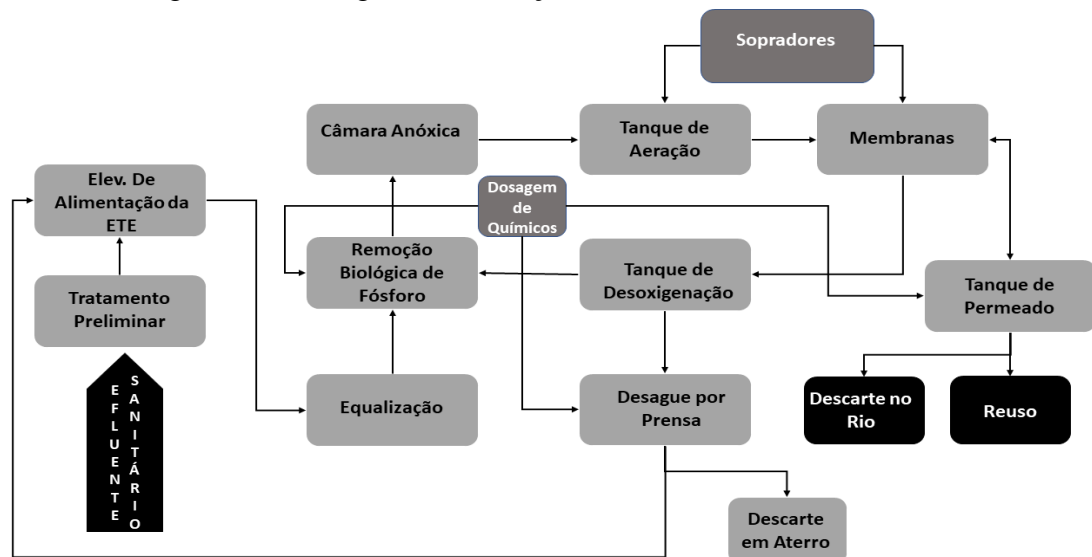 Sopradores
Câmara Anóxica
Tanque de
Aeração
Membranas
Elev. De
Alimentação da
ETE
Dosagem
de
Químicos
Remoção
Biológica de
Fósforo
Tanque de
Desoxigenação
Tanque de
Permeado
Tratamento
Preliminar
EFLUENTE
SANITÁRIO
Equalização
Desague por
Prensa
Descarte no
Rio
Reuso
Descarte
em Aterro